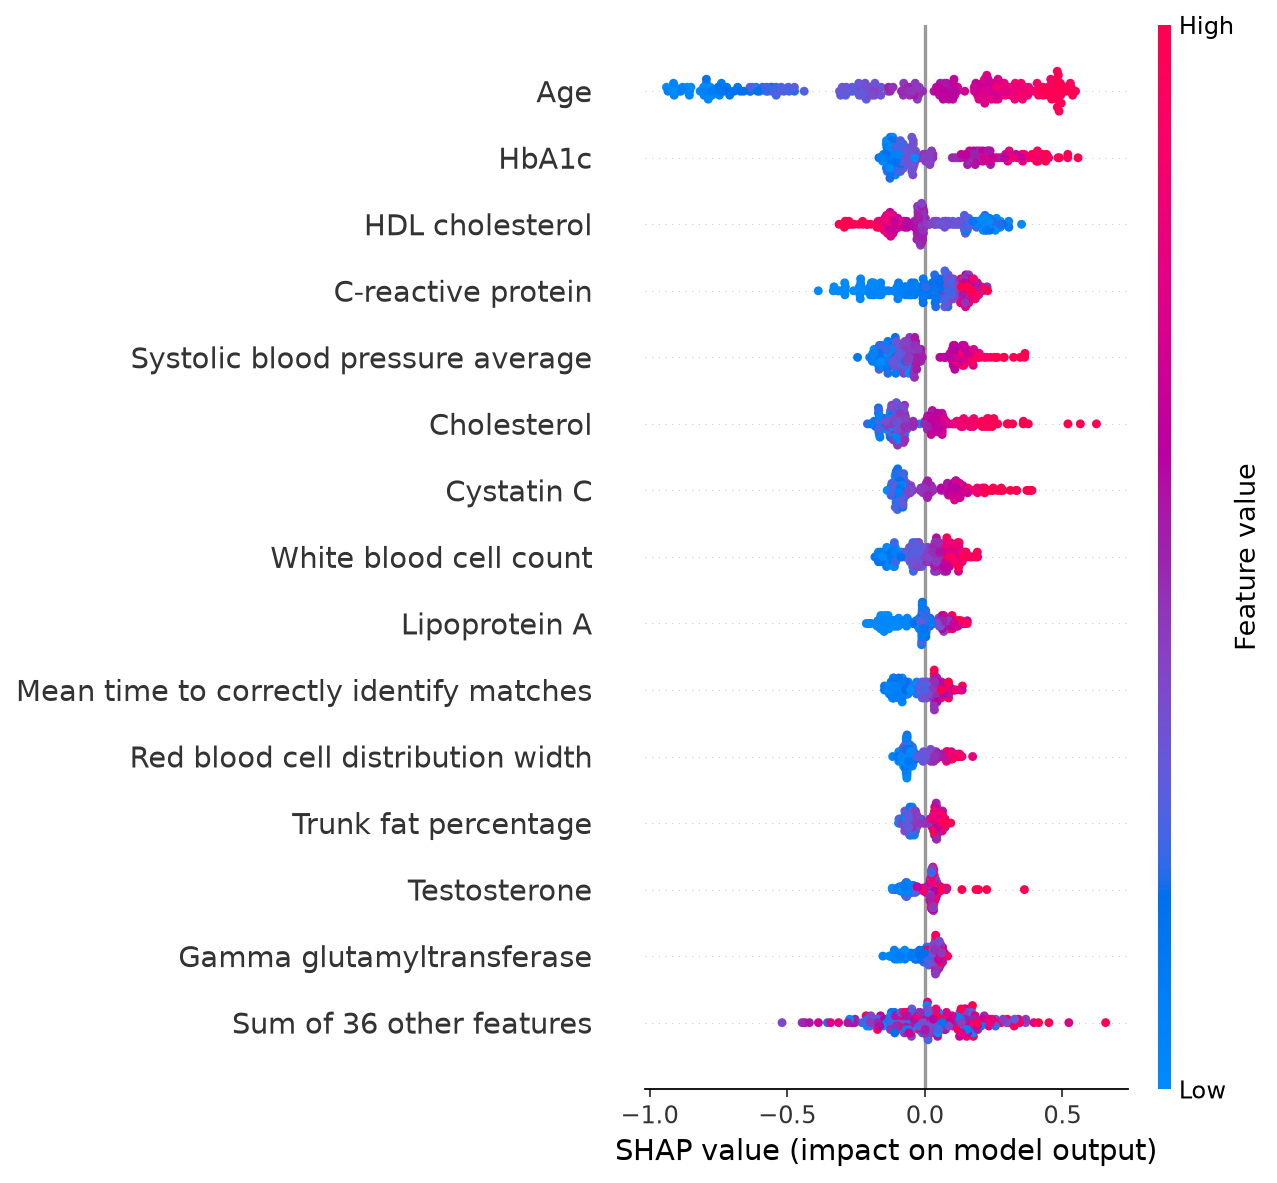 High
Age
HbA1c
HDL cholesterol
C-reactive protein
Systolic blood pressure average
Cholesterol
Cystatin C
White blood cell count
Lipoprotein A
Mean time to correctly identify matches
Red blood cell distribution width
Trunk fat percentage
Testosterone
Gamma glutamyltransferase
Sum of 36 other features
Feature value
Low
−1.0 −0.5 0.0 0.5
SHAP value (impact on model output)